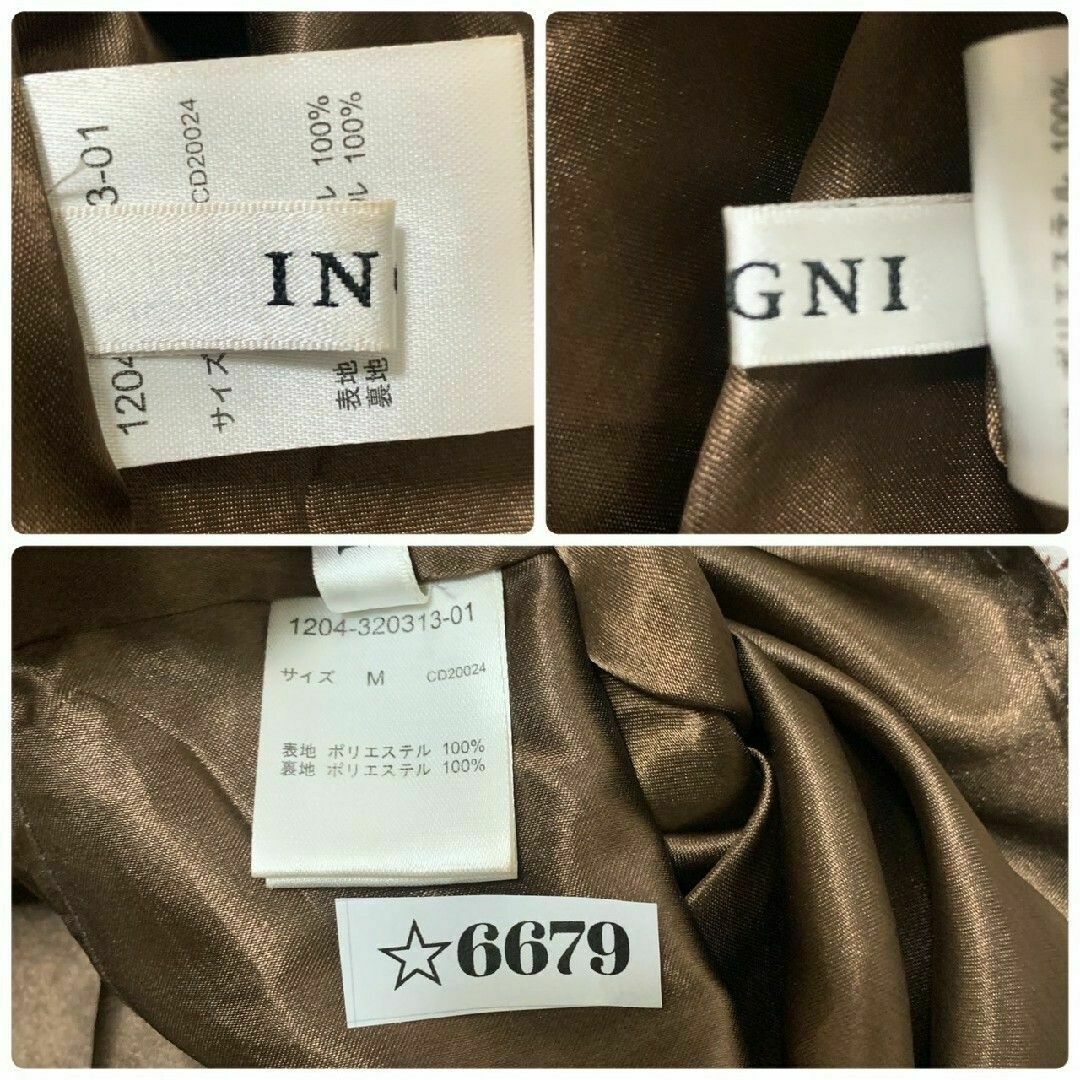 3-01
CD20024
レ 100%
ル 100%
IN
1204
サイズ
表地
裏地
GNI
ポリエステル 100%
1204-320313-01
サイズ M CD20024
表地 ポリエステル 100%
裏地 ポリエステル 100%
☆6679